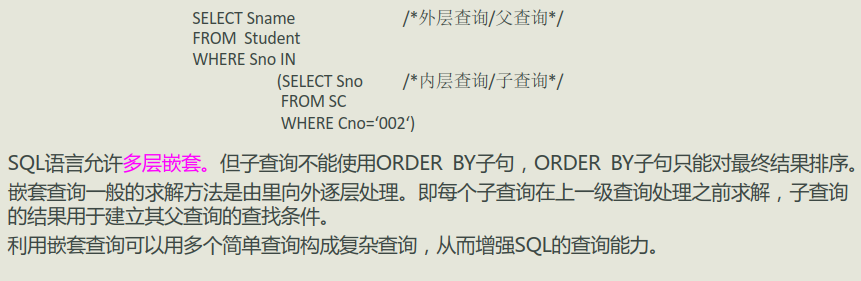 SELECT Sname /*外层查询/父查询*/
FROM Student
WHERE Sno IN
(SELECT Sno /*内层查询/子查询*/
FROM SC
WHERE Cno=‘002‘)
SQL语言允许多层嵌套。但子查询不能使用ORDER BY子句，ORDER BY子句只能对最终结果排序。
嵌套查询一般的求解方法是由里向外逐层处理。即每个子查询在上一级查询处理之前求解，子查询
的结果用于建立其父查询的查找条件。
利用嵌套查询可以用多个简单查询构成复杂查询，从而增强SQL的查询能力。